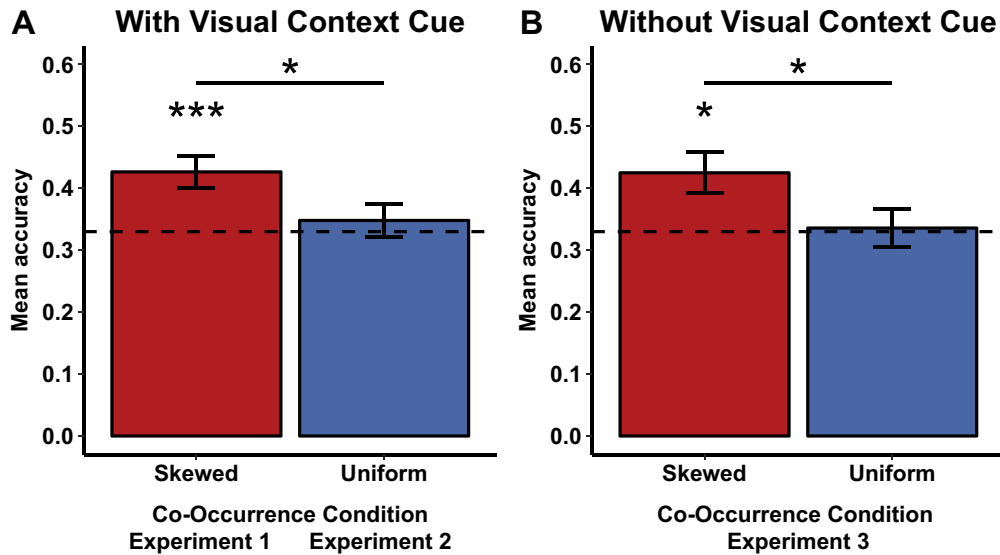 A With Visual Context Cue
0.6
0.5
0.4
0.3
0.2
0.1
0.0
Mean accuracy
*
***
Skewed Uniform
Co-Occurrence Condition
Experiment 1 Experiment 2
B Without Visual Context Cue
0.6
0.5
0.4
0.3
0.2
0.1
0.0
Mean accuracy
*
*
Skewed Uniform
Co-Occurrence Condition
Experiment 3